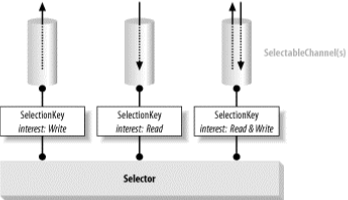 SelectableChannel(s)
SelectionKey
interest: Write
SelectionKey
interest: Read
SelectionKey
interest: Read & Write
Selector